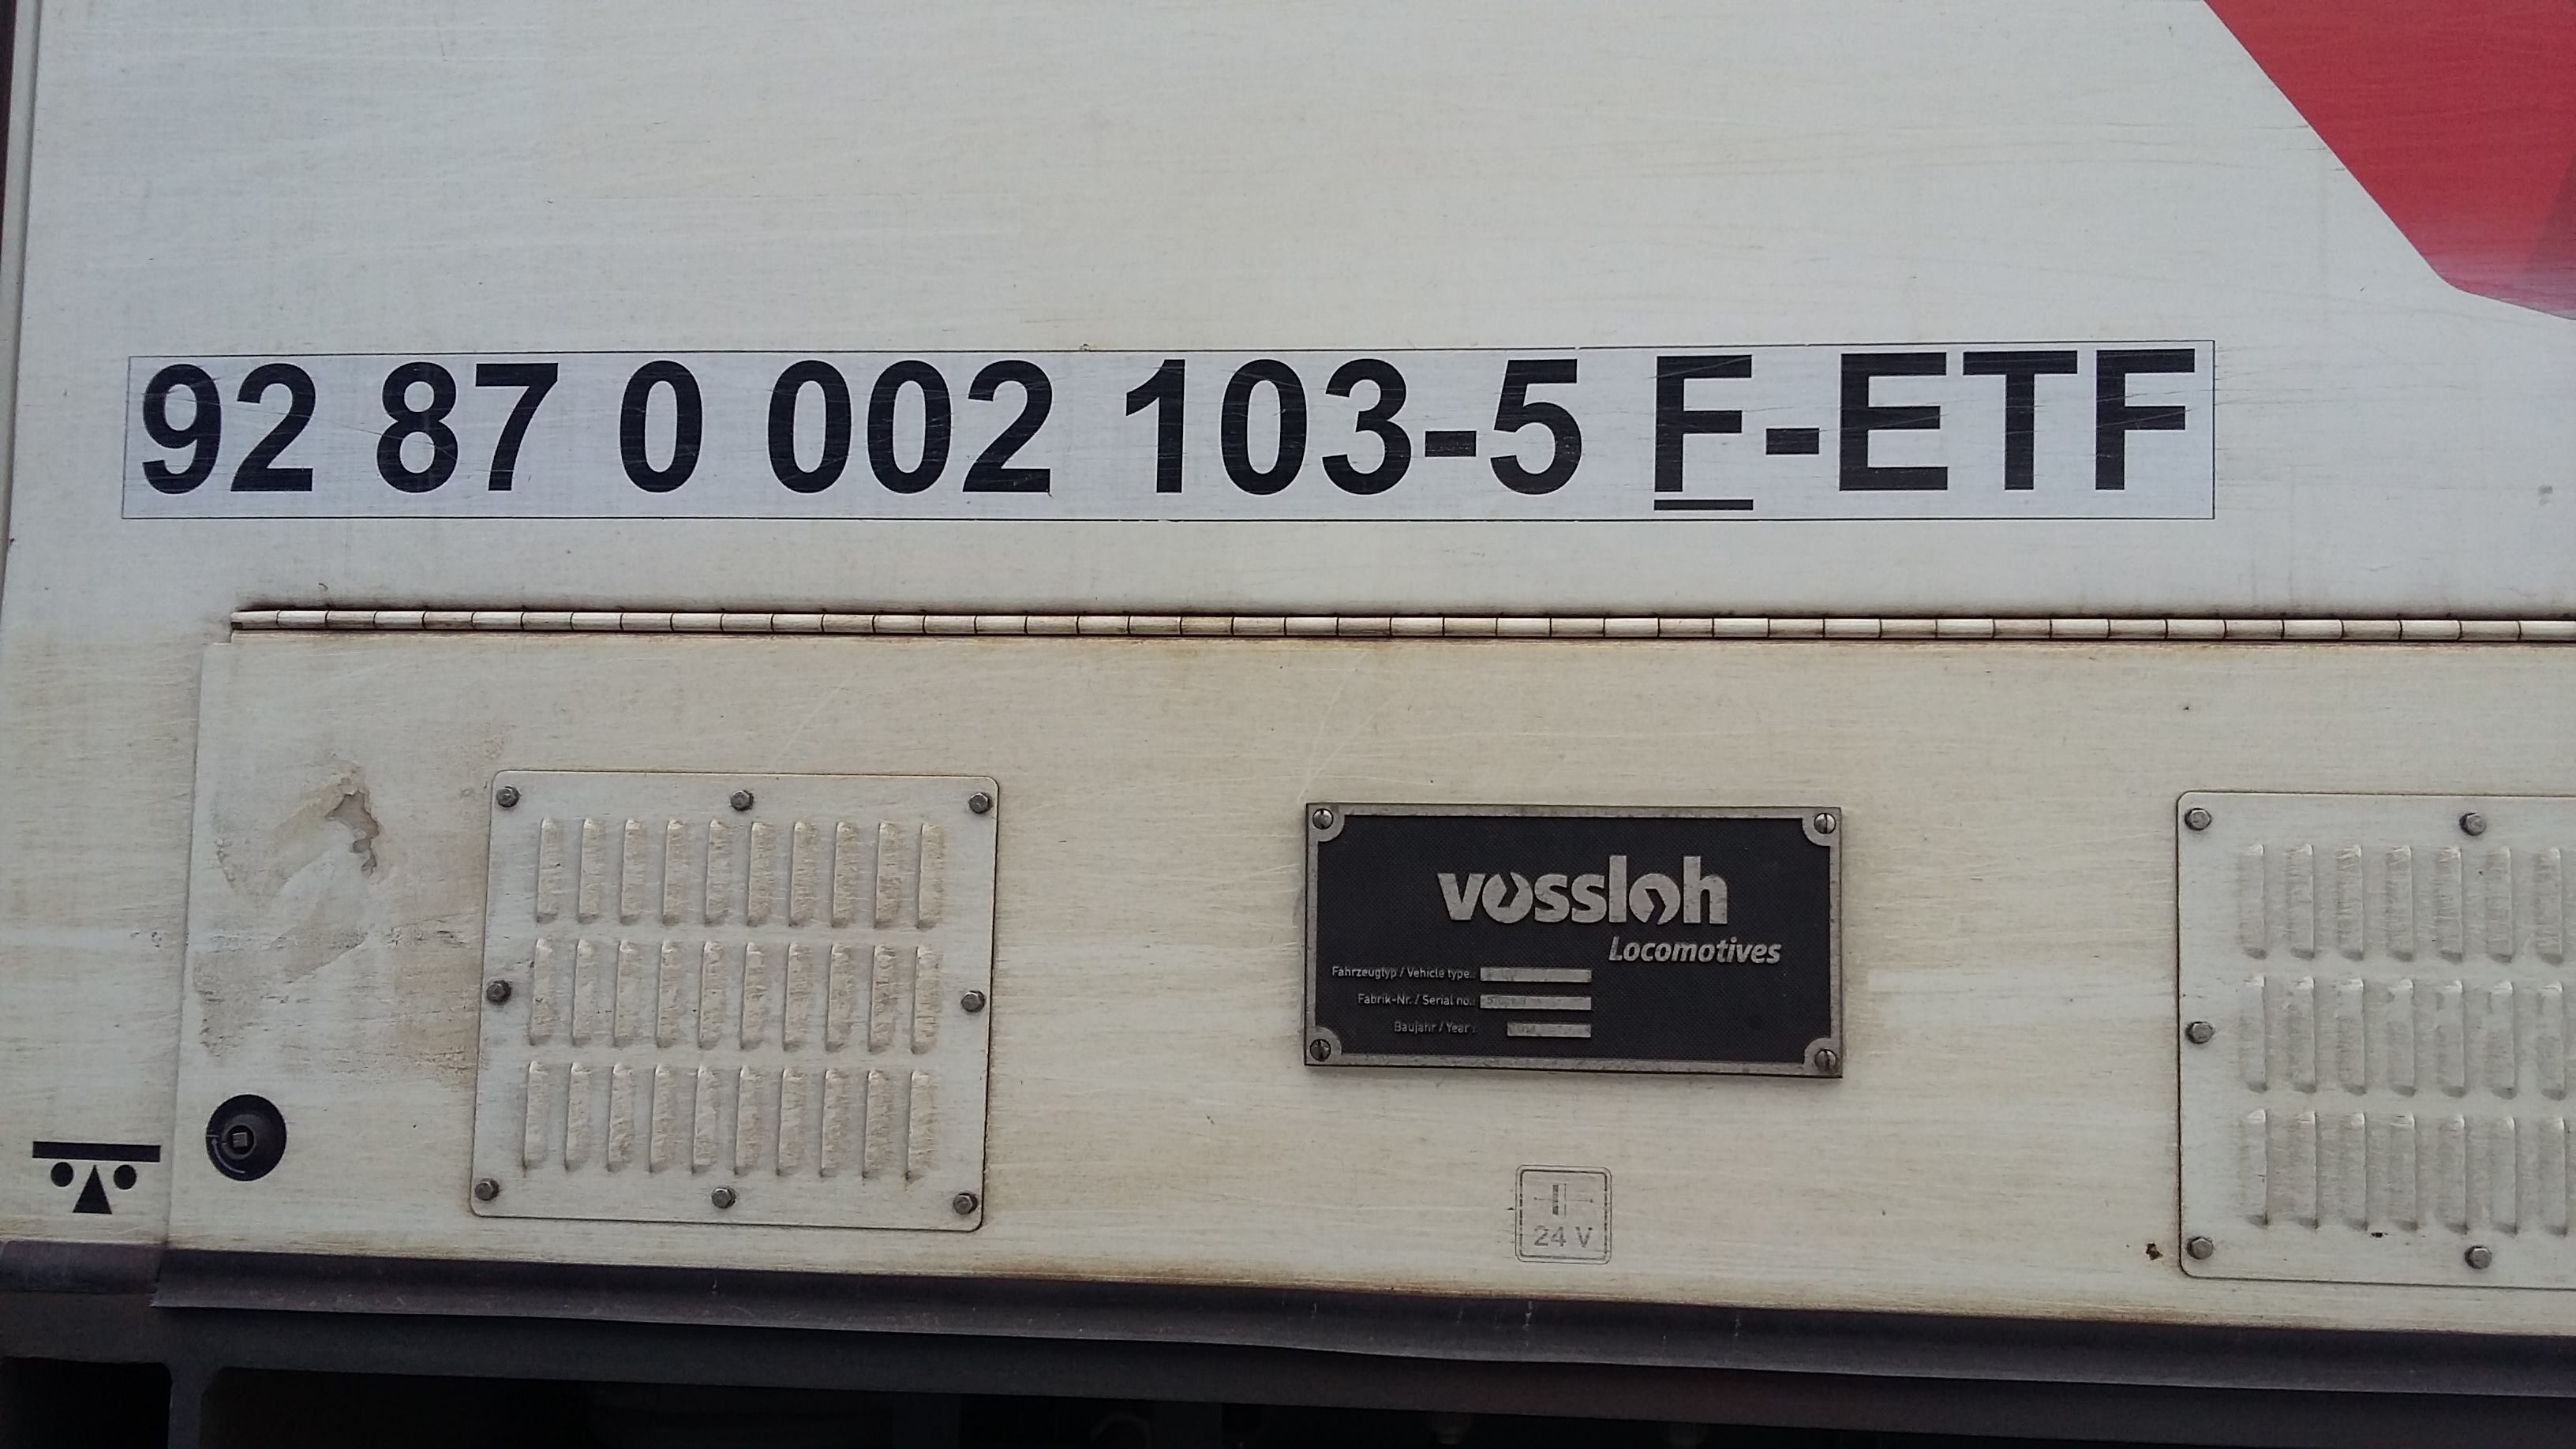 92 87 0 002 103-5 F-ETF
vossloh
Locomotives
Fahrzeugtyp / Vehicle type.:
Fabrik-Nr. / Serial no.:
Baujahr / Year :
24 V